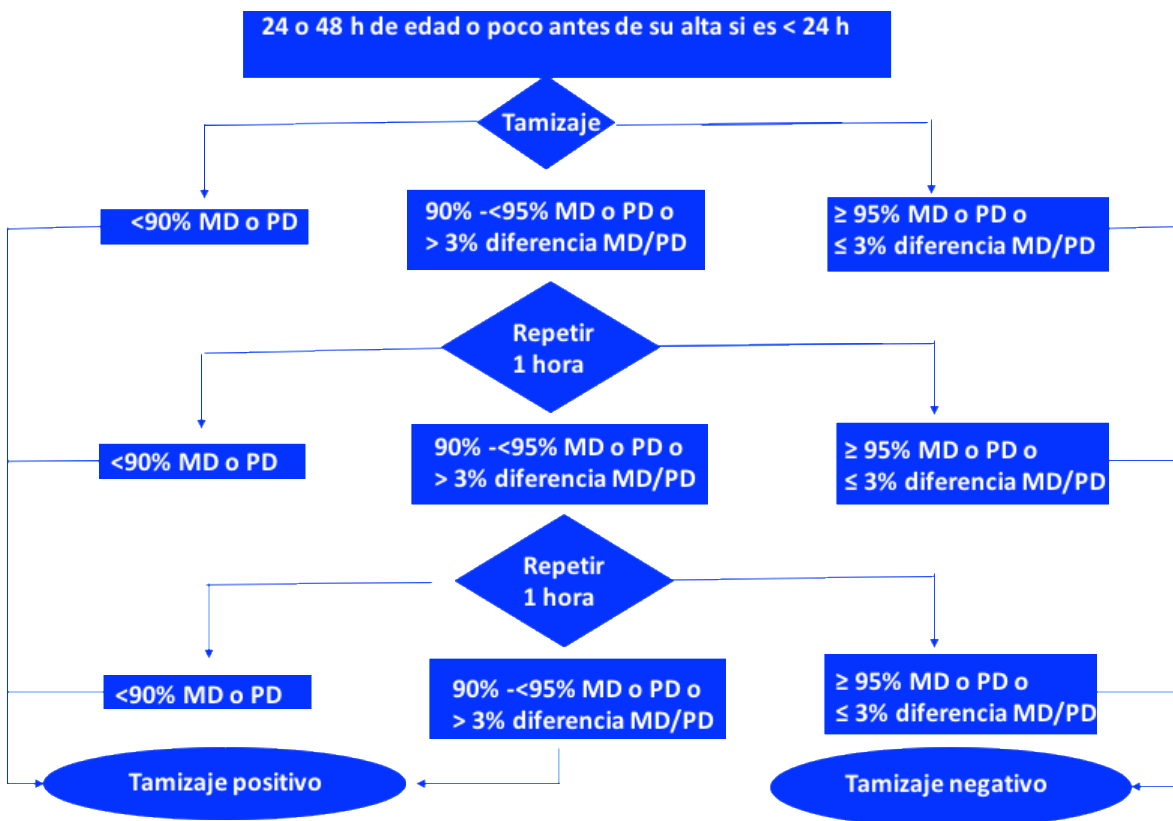 24 o 48 h de edad o poco antes de su alta si es < 24 h
Tamizaje
<90% MD o PD
90% -<95% MD o PD o
> 3% diferencia MD/PD
≥ 95% MD o PD o
≤ 3% diferencia MD/PD
Repetir
1 hora
<90% MD o PD
90% -<95% MD o PD o
> 3% diferencia MD/PD
≥ 95% MD o PD o
≤ 3% diferencia MD/PD
Repetir
1 hora
<90% MD o PD
90% -<95% MD o PD o
> 3% diferencia MD/PD
≥ 95% MD o PD o
≤ 3% diferencia MD/PD
Tamizaje positivo
Tamizaje negativo